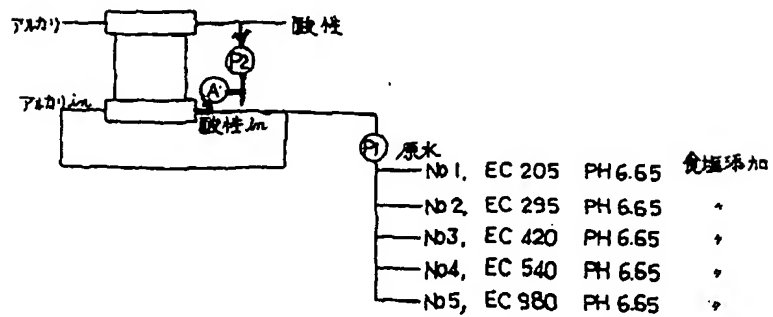 アルカリ
酸性
P2
A
アルカリin
酸性in
P1
原水
食塩添加
No1, EC 205 PH 6.65
No2, EC 295 PH 6.65 〃
No3, EC 420 PH 6.65 〃
No4, EC 540 PH 6.65 〃
No5, EC 980 PH 6.65 〃